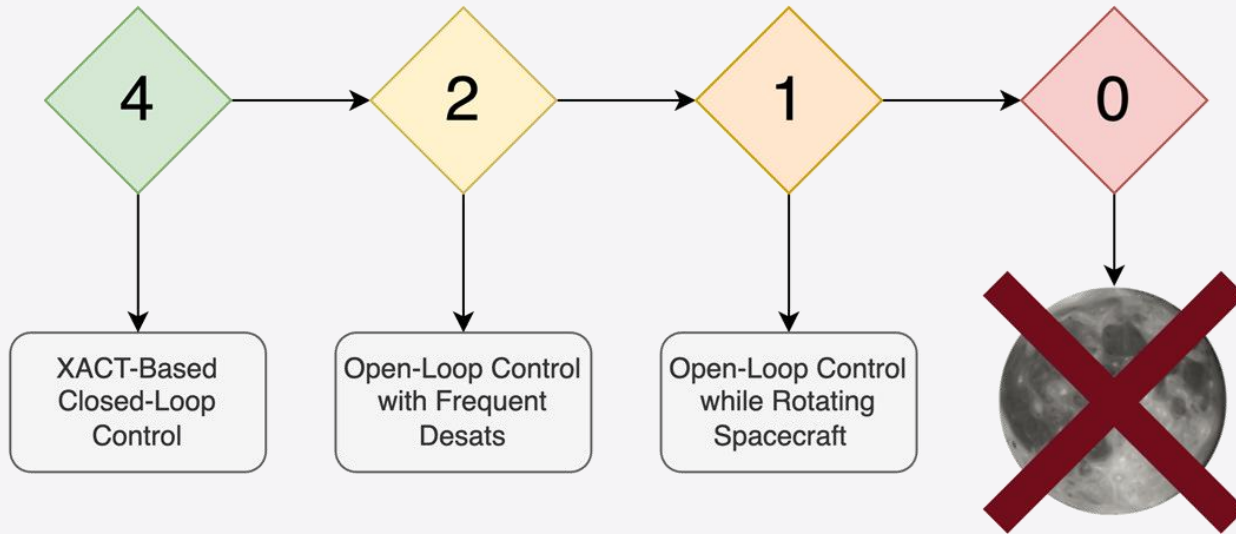 4
2
1
0
XACT-Based
Closed-Loop
Control
Open-Loop Control
with Frequent
Desats
Open-Loop Control
while Rotating
Spacecraft